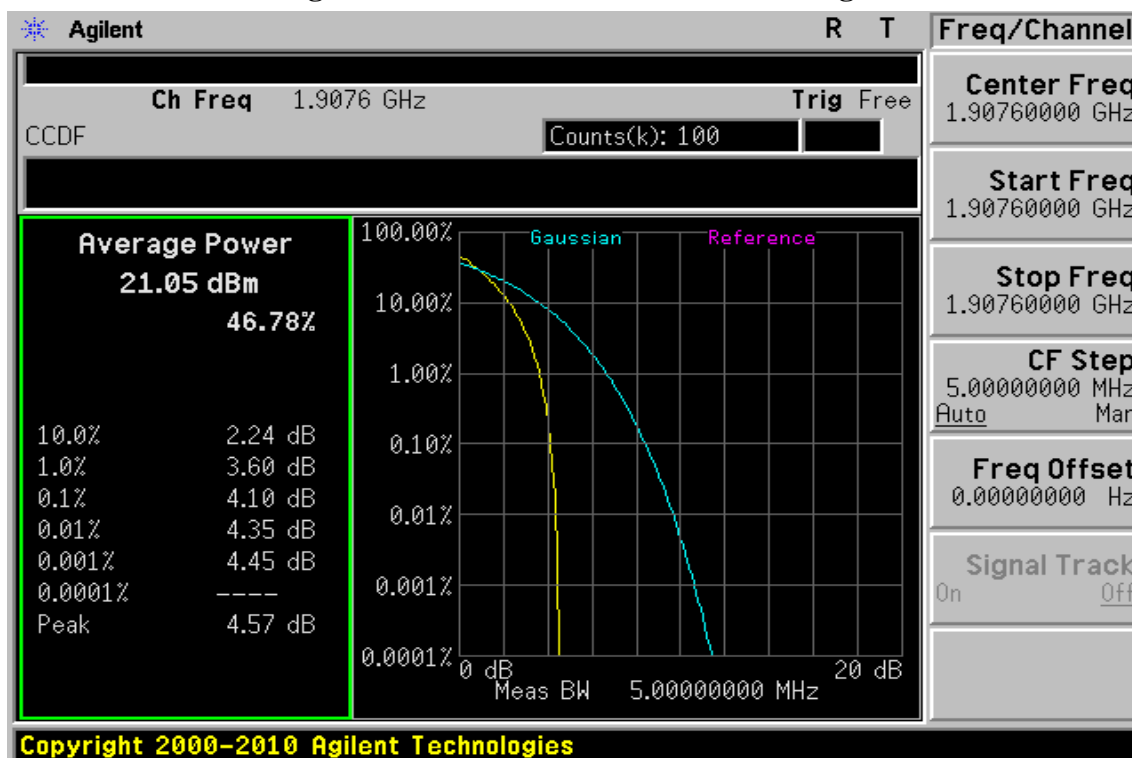 Agilent R T
Freq/Channel
Ch Freq 1.9076 GHz Trig Free
CCDF Counts(k): 100
Average Power
21.05 dBm
46.78%
10.0% 2.24 dB
1.0% 3.60 dB
0.1% 4.10 dB
0.01% 4.35 dB
0.001% 4.45 dB
0.0001% ----
Peak 4.57 dB
Gaussian Reference
100.00%
10.00%
1.00%
0.10%
0.01%
0.001%
0.0001%
0 dB 20 dB
Meas BW 5.00000000 MHz
Center Freq
1.90760000 GHz
Start Freq
1.90760000 GHz
Stop Freq
1.90760000 GHz
CF Step
5.00000000 MHz
Auto Man
Freq Offset
0.00000000 Hz
Signal Track
On Off
Copyright 2000-2010 Agilent Technologies